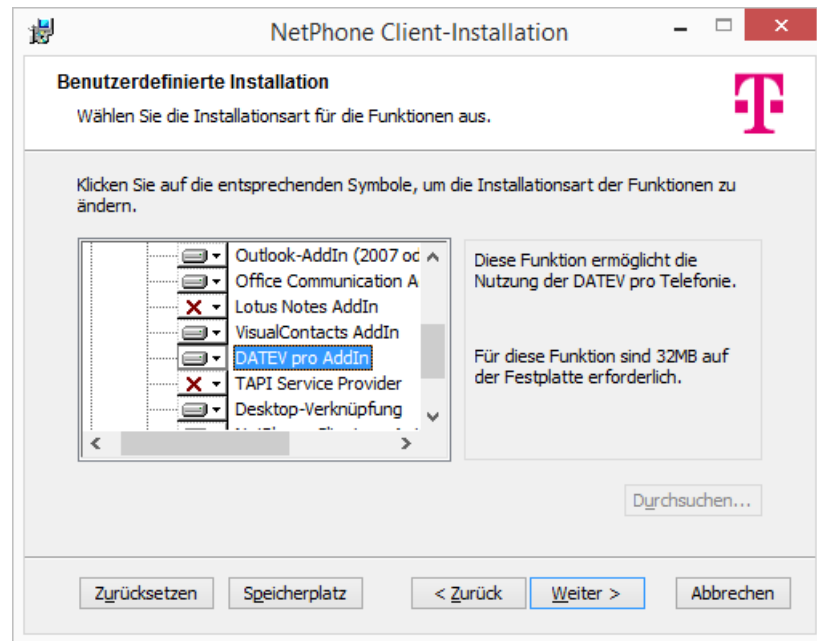 NetPhone Client-Installation
Benutzerdefinierte Installation
Wählen Sie die Installationsart für die Funktionen aus.
Klicken Sie auf die entsprechenden Symbole, um die Installationsart der Funktionen zu
ändern.
Outlook-AddIn (2007 od
Office Communication A
Lotus Notes AddIn
VisualContacts AddIn
DATEV pro AddIn
TAPI Service Provider
Desktop-Verknüpfung
Diese Funktion ermöglicht die
Nutzung der DATEV pro Telefonie.
Für diese Funktion sind 32MB auf
der Festplatte erforderlich.
Durchsuchen...
Zurücksetzen
Speicherplatz
< Zurück
Weiter >
Abbrechen